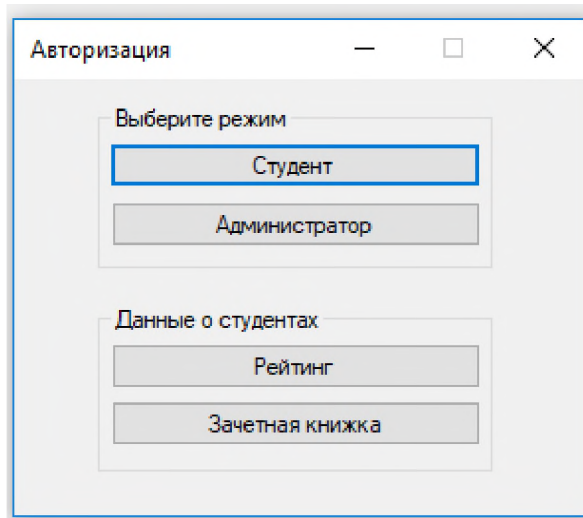 Авторизация
Выберите режим
Студент
Администратор
Данные о студентах
Рейтинг
Зачетная книжка